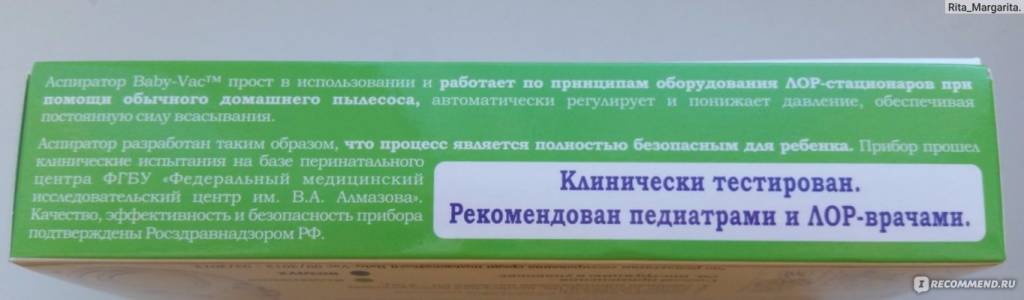 Rita_Margarita.
Аспиратор Baby-Vac™ прост в использовании и работает по принципам оборудования ЛОР-стационаров при
помощи обычного домашнего пылесоса, автоматически регулирует и понижает давление, обеспечивая
постоянную силу всасывания.
Аспиратор разработан таким образом, что процесс является полностью безопасным для ребенка. Прибор прошел
клинические испытания на базе перинатального
центра ФГБУ «Федеральный медицинский
исследовательский центр им. В.А. Алмазова».
Качество, эффективность и безопасность прибора
подтверждены Росздравнадзором РФ.
Клинически тестирован.
Рекомендован педиатрами и ЛОР-врачами.
I RECOMMEND.RU